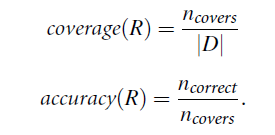 coverage(R) = n_covers / |D|
accuracy(R) = n_correct / n_covers.